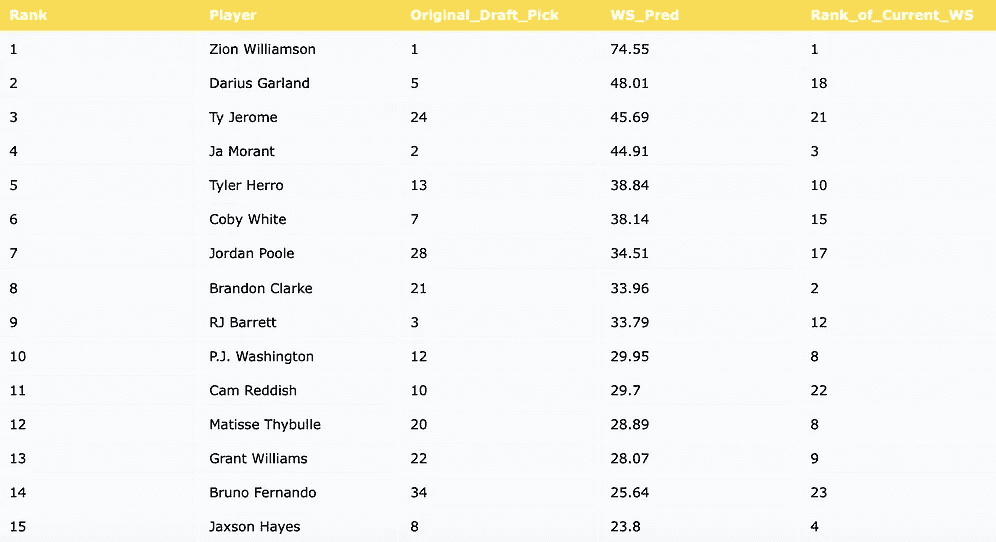 Rank Player Original_Draft_Pick WS_Pred Rank_of_Current_WS
1 Zion Williamson 1 74.55 1
2 Darius Garland 5 48.01 18
3 Ty Jerome 24 45.69 21
4 Ja Morant 2 44.91 3
5 Tyler Herro 13 38.84 10
6 Coby White 7 38.14 15
7 Jordan Poole 28 34.51 17
8 Brandon Clarke 21 33.96 2
9 RJ Barrett 3 33.79 12
10 P.J. Washington 12 29.95 8
11 Cam Reddish 10 29.7 22
12 Matisse Thybulle 20 28.89 8
13 Grant Williams 22 28.07 9
14 Bruno Fernando 34 25.64 23
15 Jaxson Hayes 8 23.8 4